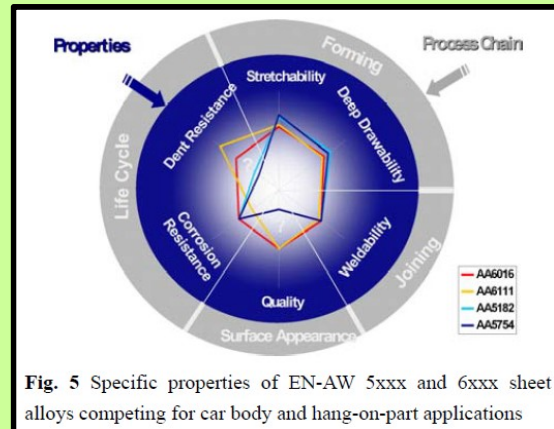 Properties
Process Chain
Forming
Stretchability
Dent Resistance
Deep Drawability
Life Cycle
?
Corrosion
Resistance
Weldability
Joining
?
Quality
Surface Appearance
AA6016
AA6111
AA5182
AA5754
Fig. 5 Specific properties of EN-AW 5xxx and 6xxx sheet
alloys competing for car body and hang-on-part applications